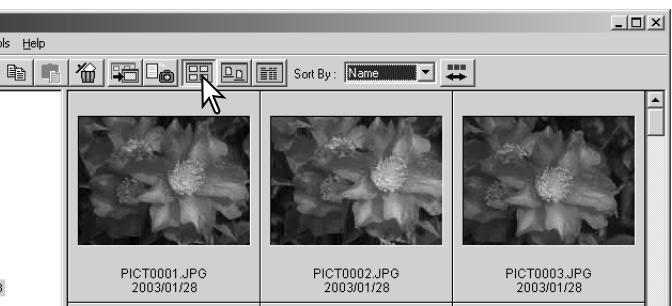 ols Help
Sort By : Name
PICT0001.JPG PICT0002.JPG PICT0003.JPG
2003/01/28 2003/01/28 2003/01/28